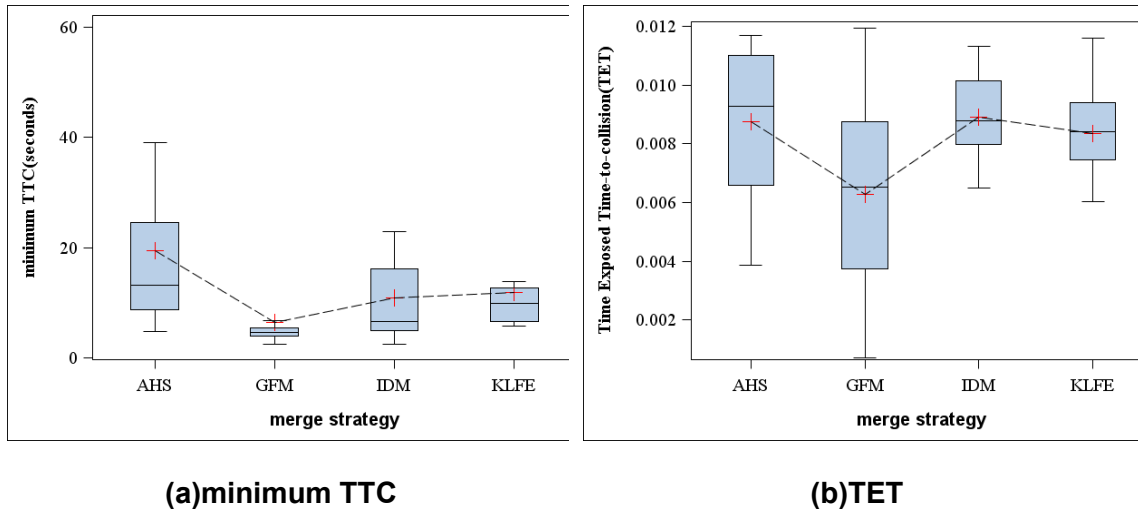 minimum TTC(seconds)
60
40
20
0
AHS GFM IDM KLFE
merge strategy
Time Exposed Time-to-collision(TET)
0.012
0.010
0.008
0.006
0.004
0.002
AHS GFM IDM KLFE
merge strategy
(a)minimum TTC
(b)TET